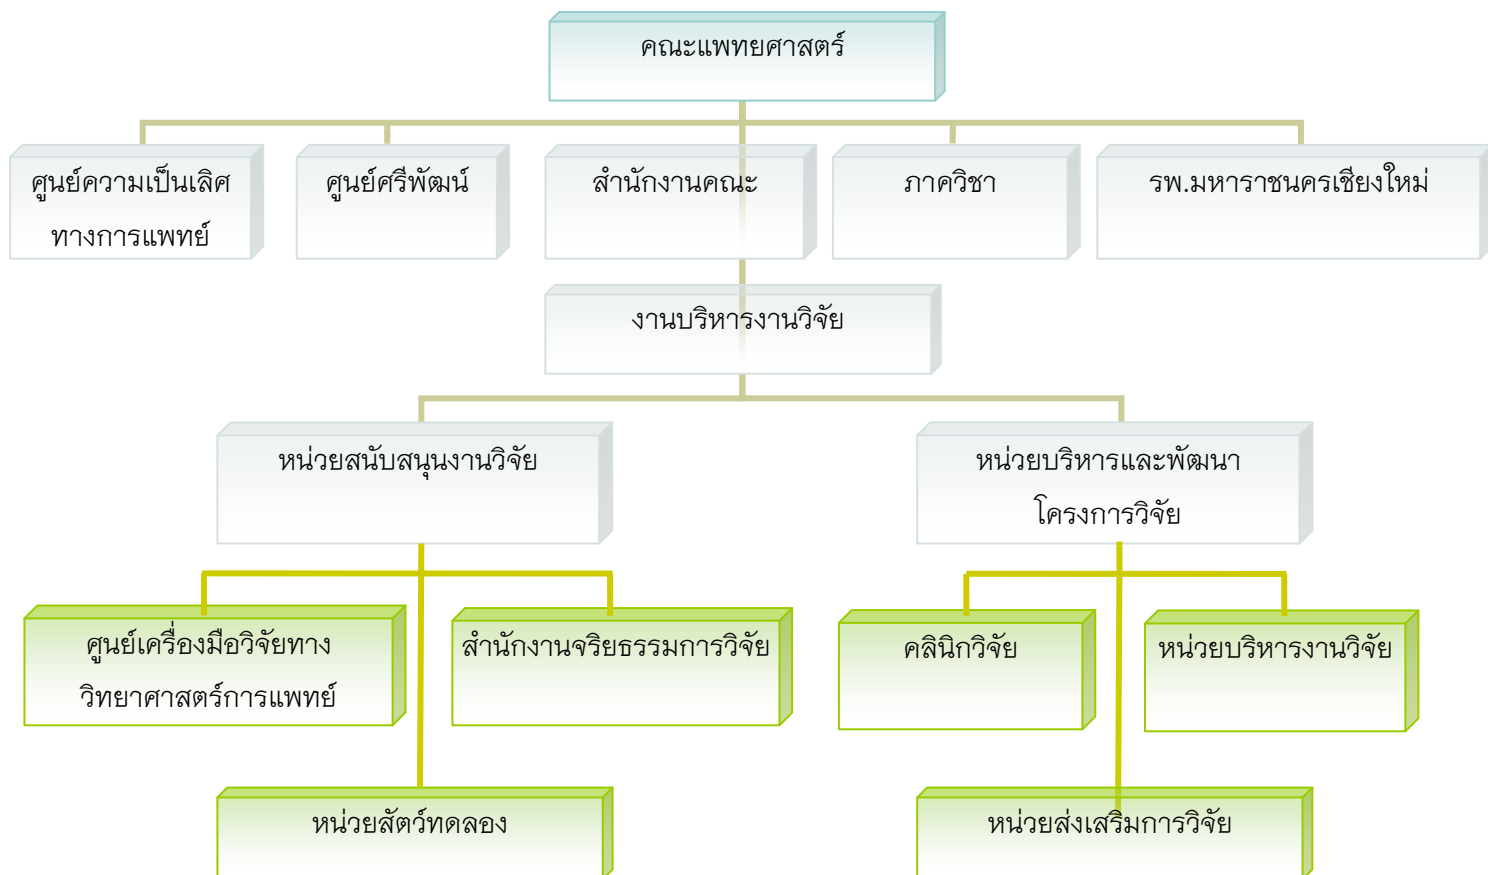 คณะแพทยศาสตร์
ศูนย์ความเป็นเลิศ
ทางการแพทย์
ศูนย์ศรีพัฒน์
สำนักงานคณะ
ภาควิชา
รพ.มหาราชนครเชียงใหม่
งานบริหารงานวิจัย
หน่วยสนับสนุนงานวิจัย
หน่วยบริหารและพัฒนา
โครงการวิจัย
ศูนย์เครื่องมือวิจัยทาง
วิทยาศาสตร์การแพทย์
สำนักงานจริยธรรมการวิจัย
คลินิกวิจัย
หน่วยบริหารงานวิจัย
หน่วยสัตว์ทดลอง
หน่วยส่งเสริมการวิจัย